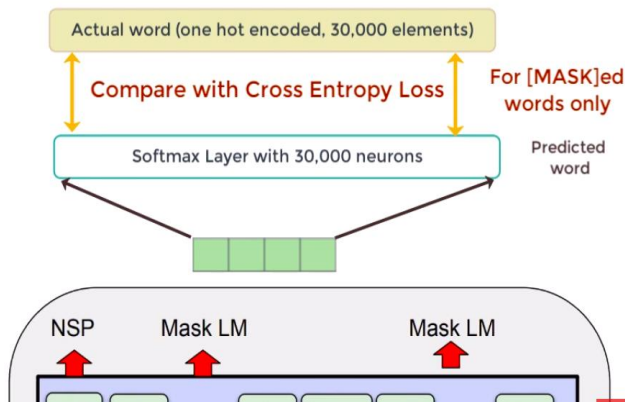 Actual word (one hot encoded, 30,000 elements)
Compare with Cross Entropy Loss
For [MASK]ed
words only
Softmax Layer with 30,000 neurons
Predicted
word
NSP
Mask LM
Mask LM